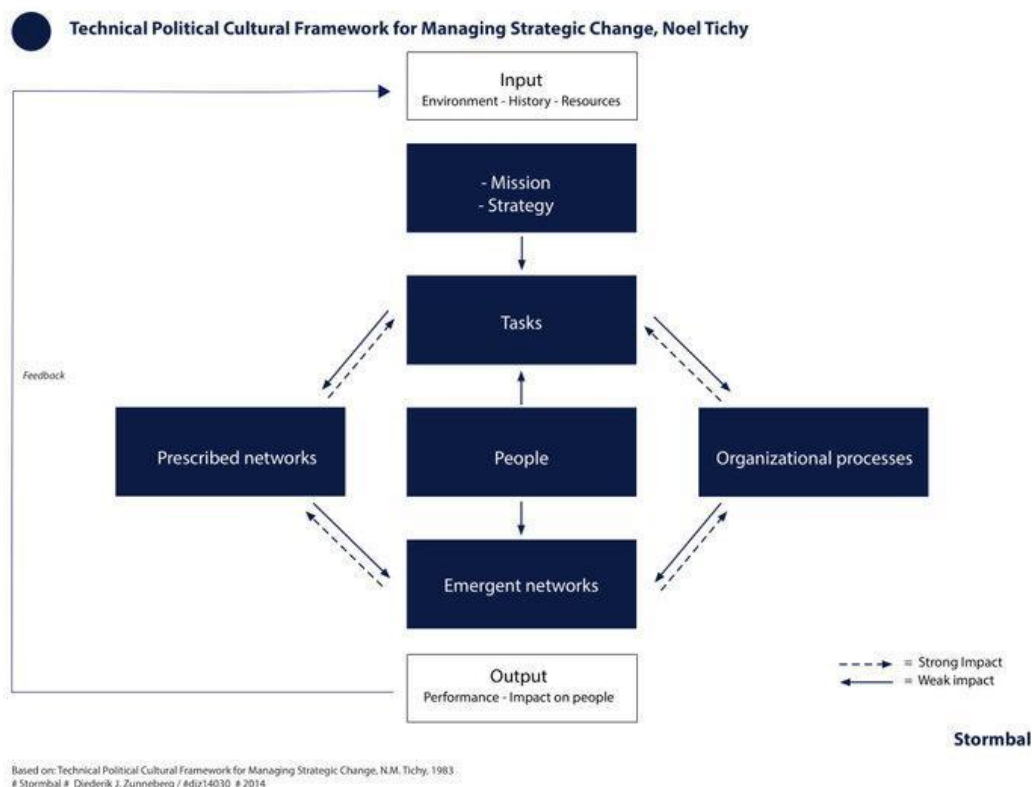 Technical Political Cultural Framework for Managing Strategic Change, Noel Tichy
Input
Environment - History - Resources
- Mission
- Strategy
Tasks
Feedback
Prescribed networks
People
Organizational processes
Emergent networks
Output
Performance - Impact on people
= Strong Impact
= Weak impact
Stormbal
Based on: Technical Political Cultural Framework for Managing Strategic Change, N.M. Tichy, 1983
# Stormbal # Diederik J. Zunneberg / #djz14030 # 2014